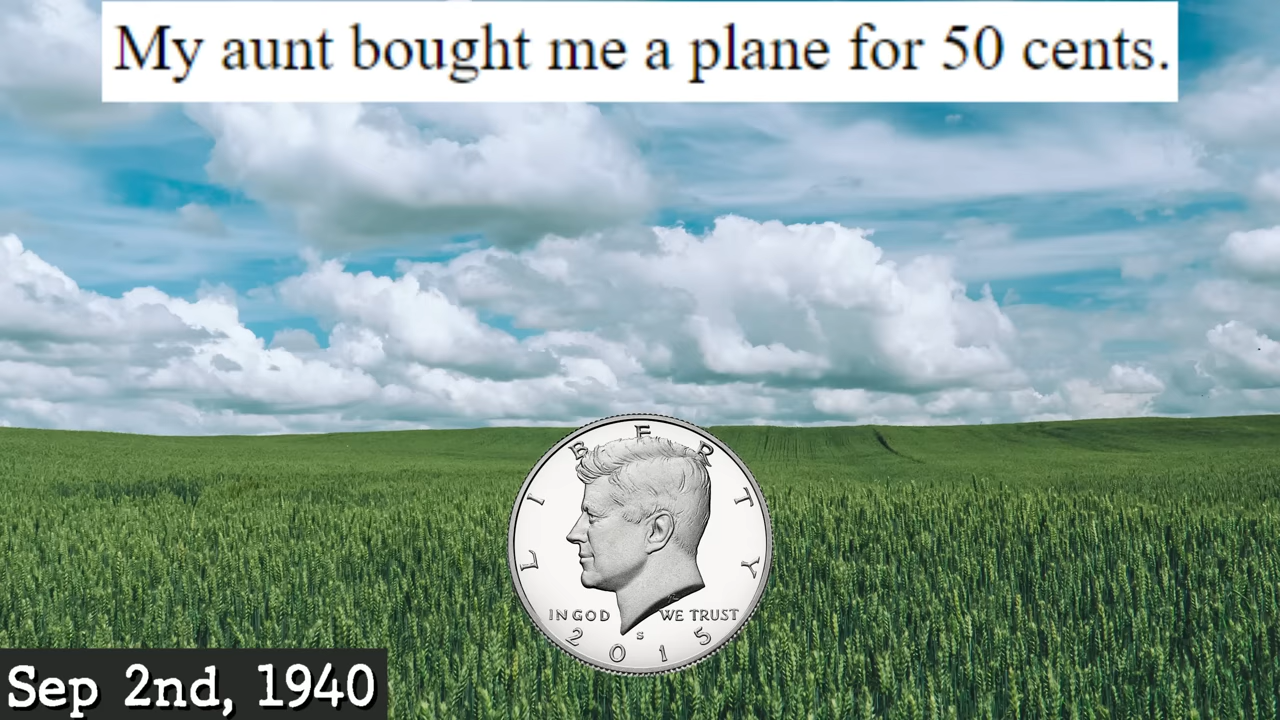 My aunt bought me a plane for 50 cents.
LIBERTY
IN GOD WE TRUST
S
2015
Sep 2nd, 1940